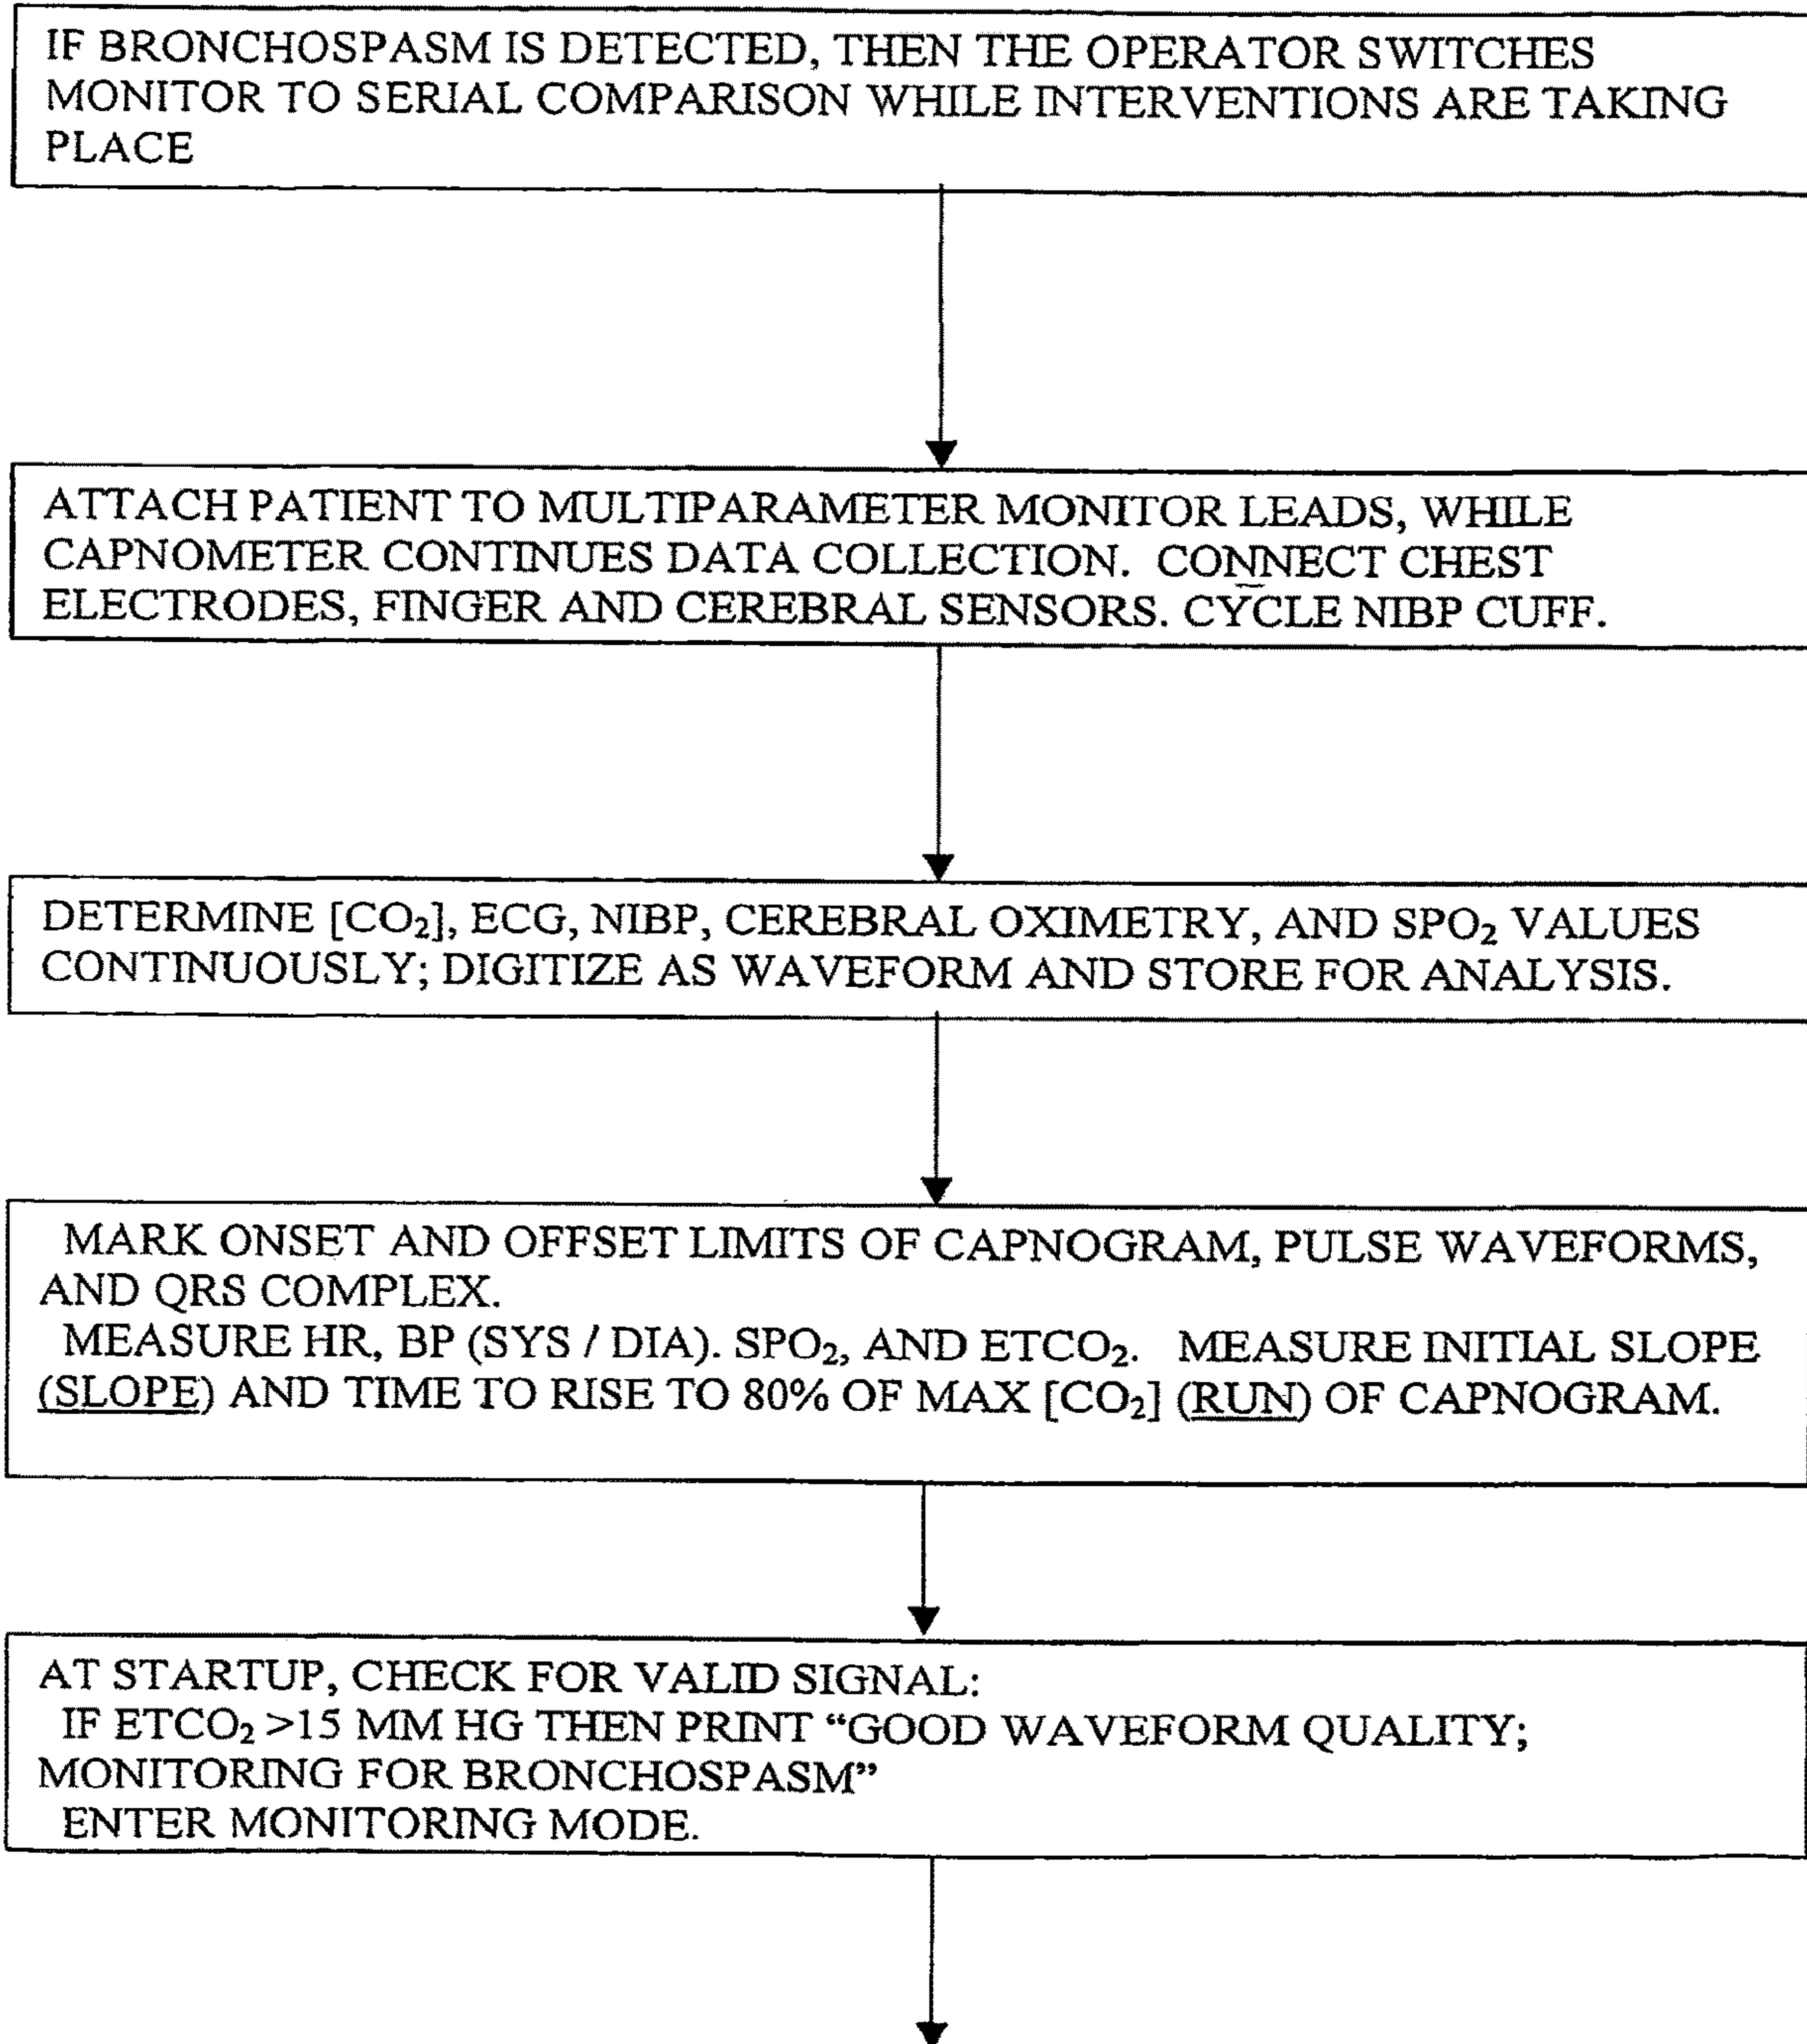 IF BRONCHOSPASM IS DETECTED, THEN THE OPERATOR SWITCHES
MONITOR TO SERIAL COMPARISON WHILE INTERVENTIONS ARE TAKING
PLACE
ATTACH PATIENT TO MULTIPARAMETER MONITOR LEADS, WHILE
CAPNOMETER CONTINUES DATA COLLECTION. CONNECT CHEST
ELECTRODES, FINGER AND CEREBRAL SENSORS. CYCLE NIBP CUFF.
DETERMINE [CO₂], ECG, NIBP, CEREBRAL OXIMETRY, AND SPO₂ VALUES
CONTINUOUSLY; DIGITIZE AS WAVEFORM AND STORE FOR ANALYSIS.
MARK ONSET AND OFFSET LIMITS OF CAPNOGRAM, PULSE WAVEFORMS,
AND QRS COMPLEX.
MEASURE HR, BP (SYS / DIA). SPO₂, AND ETCO₂. MEASURE INITIAL SLOPE
(SLOPE) AND TIME TO RISE TO 80% OF MAX [CO₂] (RUN) OF CAPNOGRAM.
AT STARTUP, CHECK FOR VALID SIGNAL:
IF ETCO₂ >15 MM HG THEN PRINT “GOOD WAVEFORM QUALITY;
MONITORING FOR BRONCHOSPASM”
ENTER MONITORING MODE.